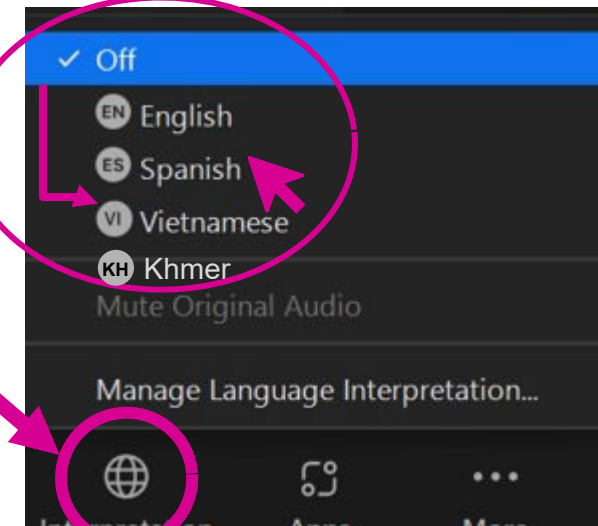 Off
EN English
ES Spanish
VI Vietnamese
KH Khmer
Mute Original Audio
Manage Language Interpretation...